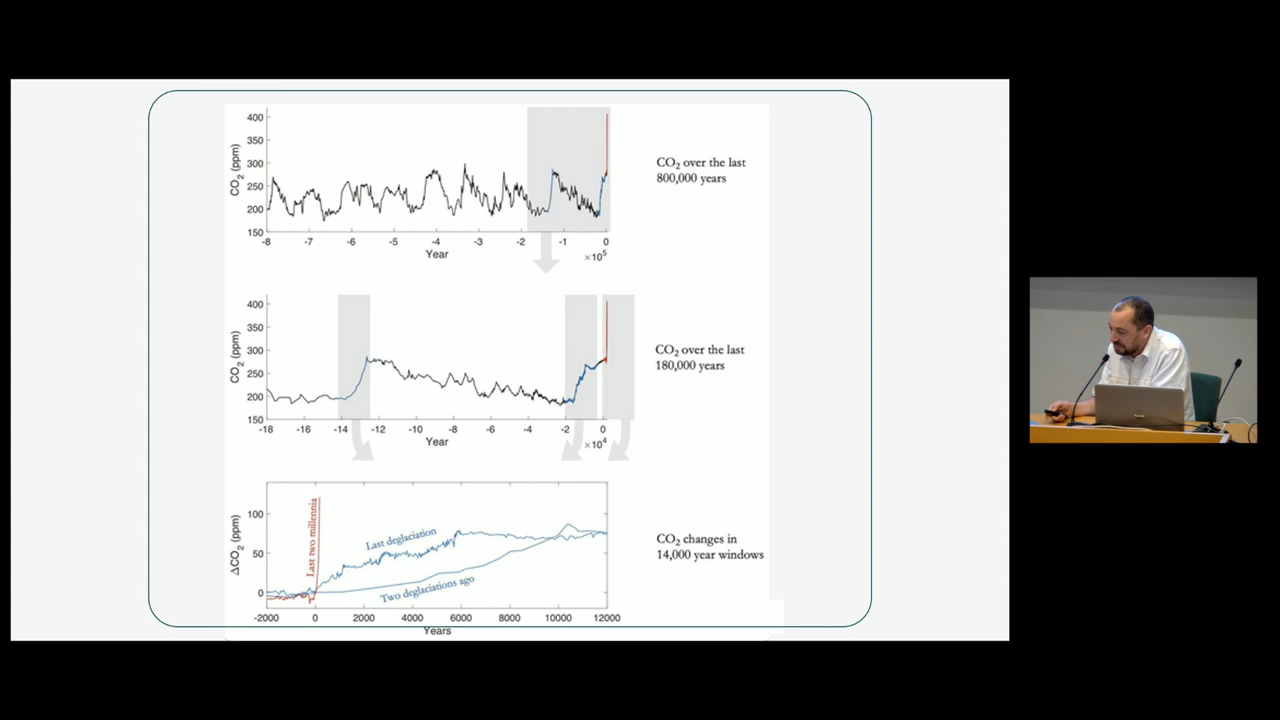 400
350
300
250
200
150
CO2 (ppm)
-8 -7 -6 -5 -4 -3 -2 -1 0
Year
×10^5
CO2 over the last
800,000 years
400
350
300
250
200
150
CO2 (ppm)
-18 -16 -14 -12 -10 -8 -6 -4 -2 0
Year
×10^4
CO2 over the last
180,000 years
100
50
0
ΔCO2 (ppm)
Last two millennia
Last deglaciation
Two deglaciations ago
-2000 0 2000 4000 6000 8000 10000 12000
Years
CO2 changes in
14,000 year windows